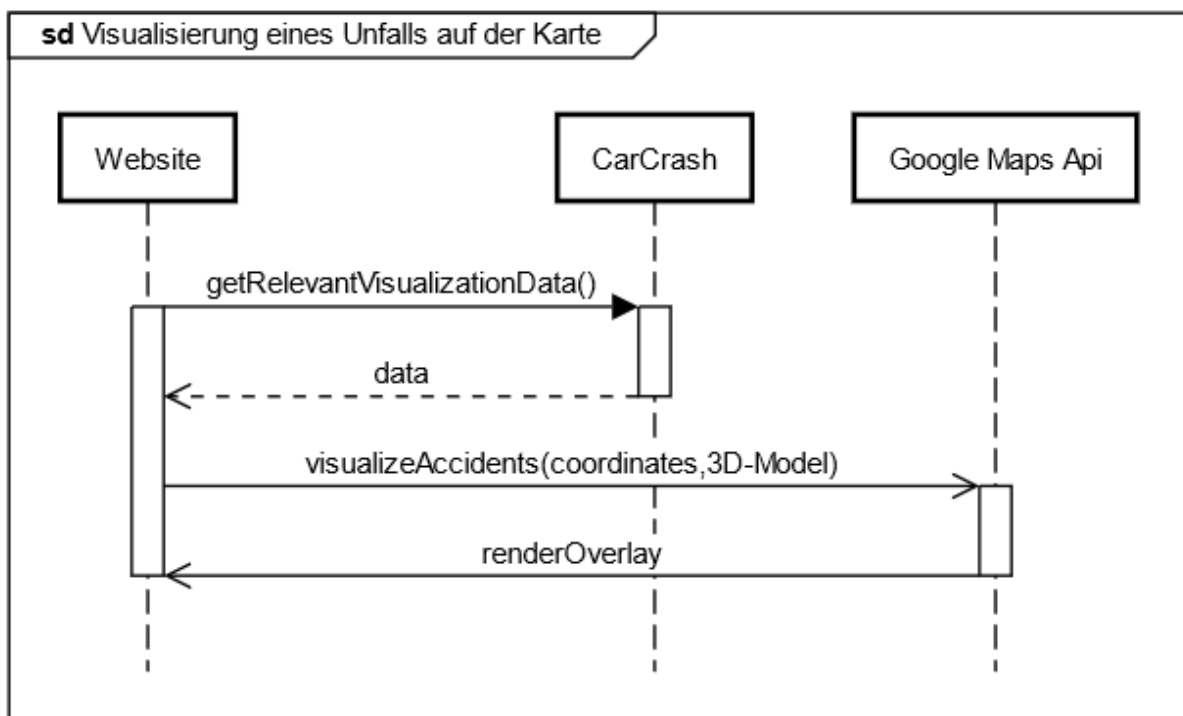 sd Visualisierung eines Unfalls auf der Karte
Website
CarCrash
Google Maps Api
getRelevantVisualizationData()
data
visualizeAccidents(coordinates,3D-Model)
renderOverlay